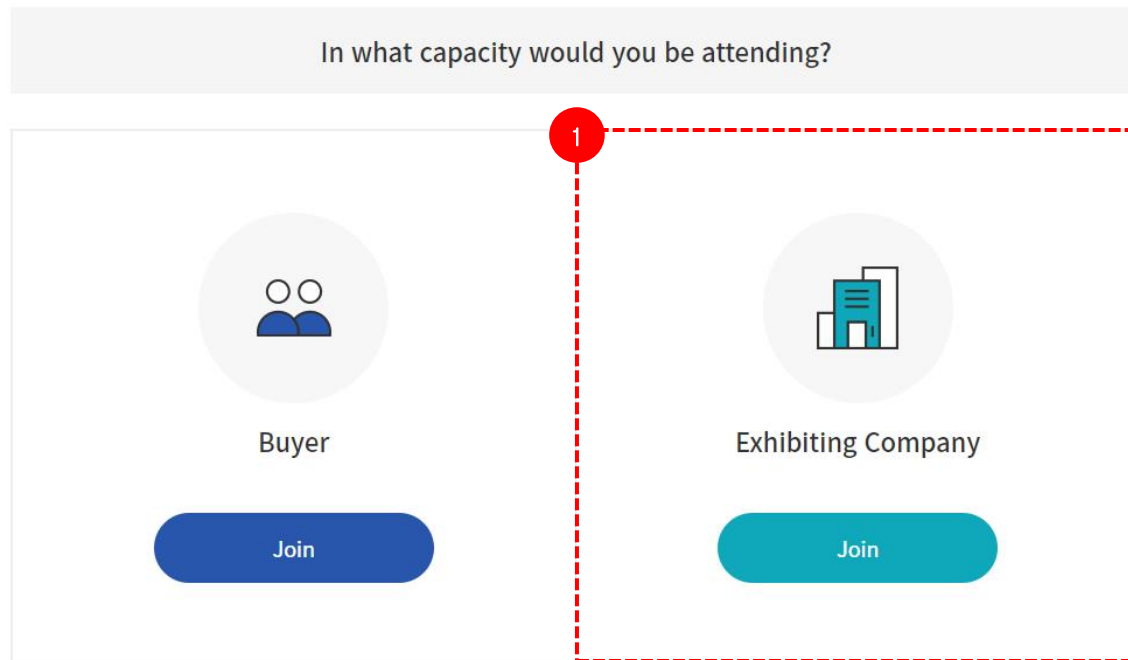 In what capacity would you be attending?
1
Buyer
Exhibiting Company
Join
Join